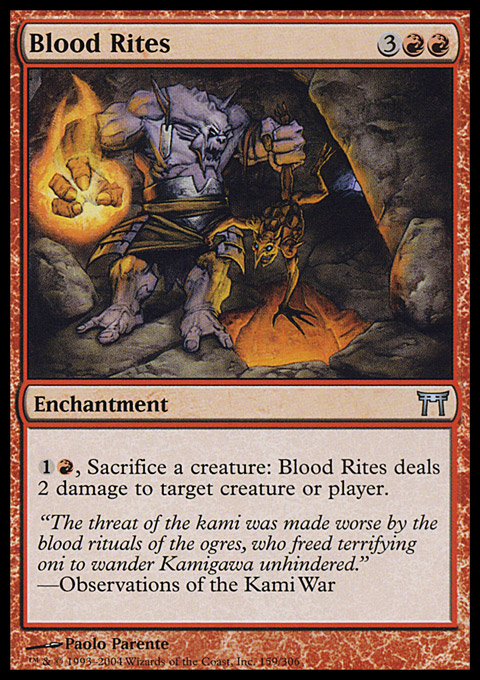 Blood Rites 3
Enchantment
1, Sacrifice a creature: Blood Rites deals
2 damage to target creature or player.
“The threat of the kami was made worse by the
blood rituals of the ogres, who freed terrifying
oni to wander Kamigawa unhindered.”
—Observations of the Kami War
Paolo Parente
™ & © 1993–2004 Wizards of the Coast, Inc. 159/306